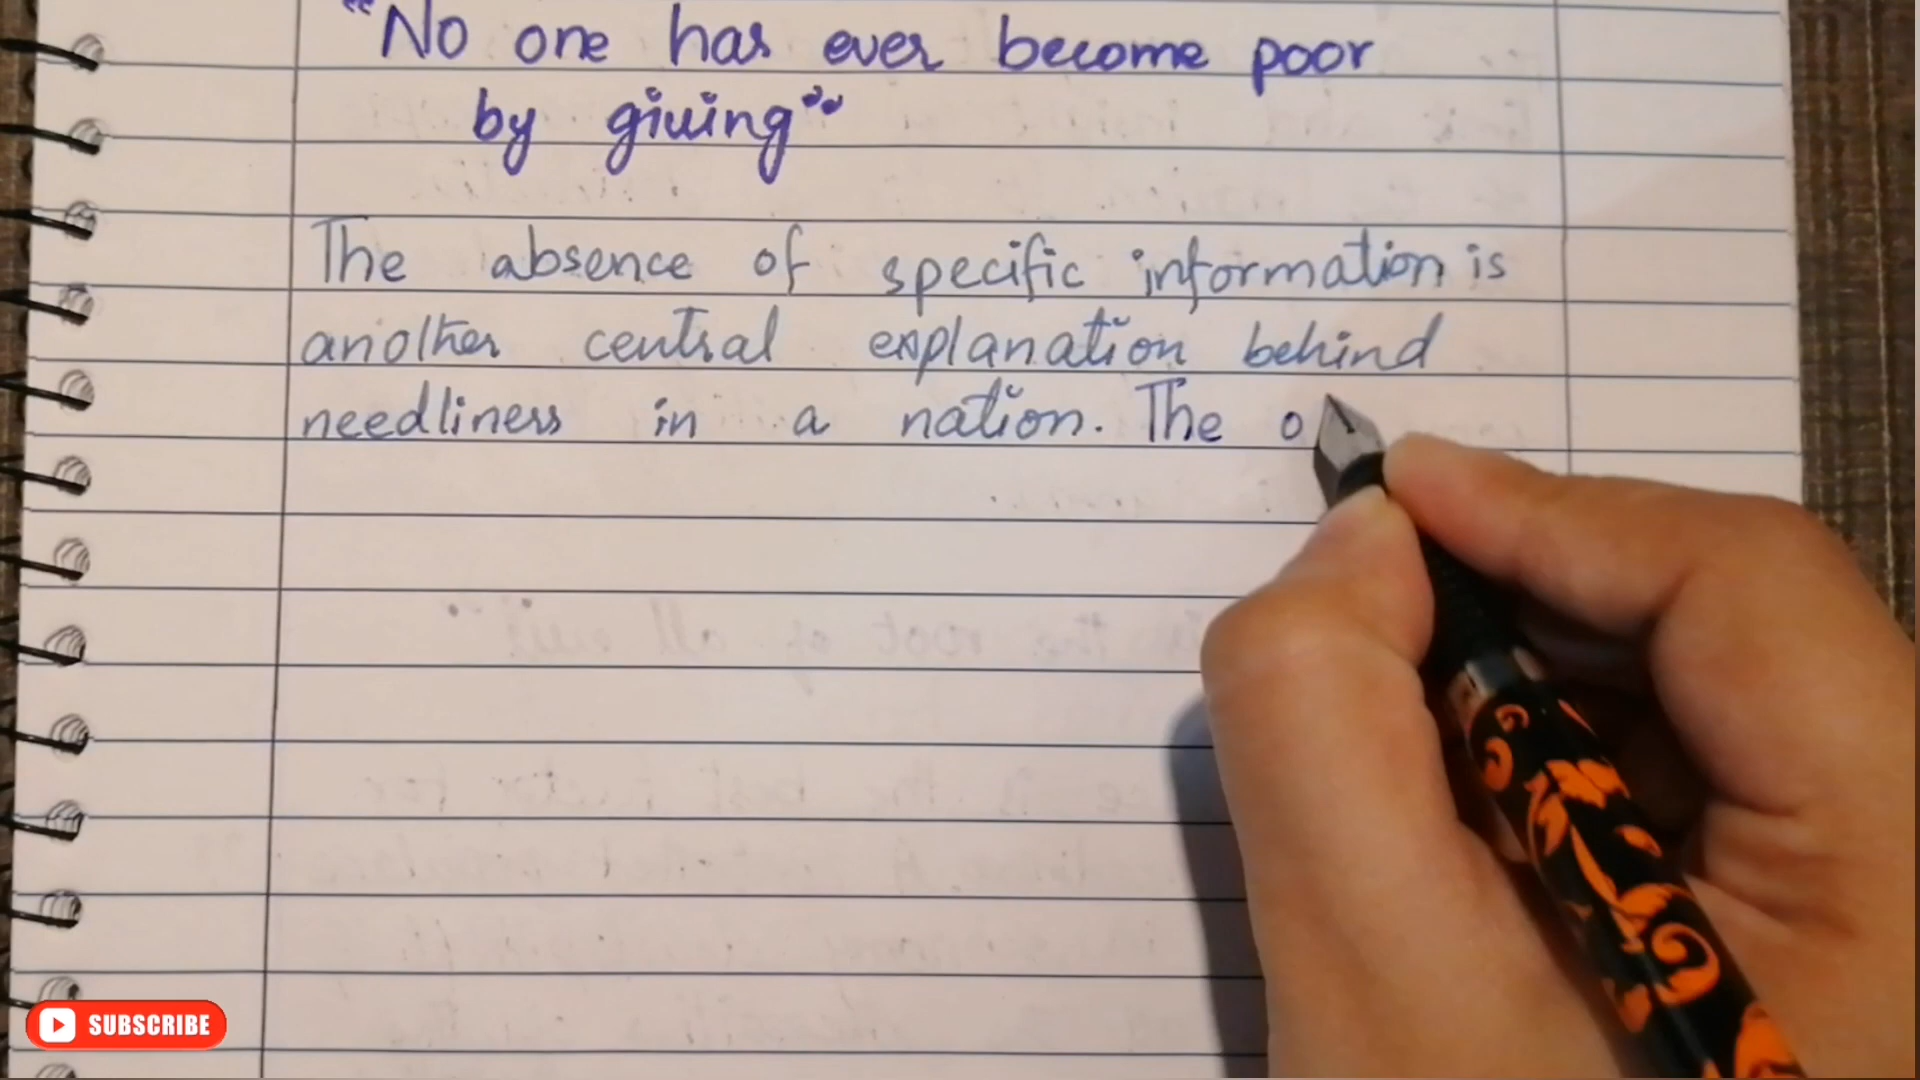 "No one has ever become poor
by giving"
The absence of specific information is
another central explanation behind
needliness in a nation. The o
SUBSCRIBE